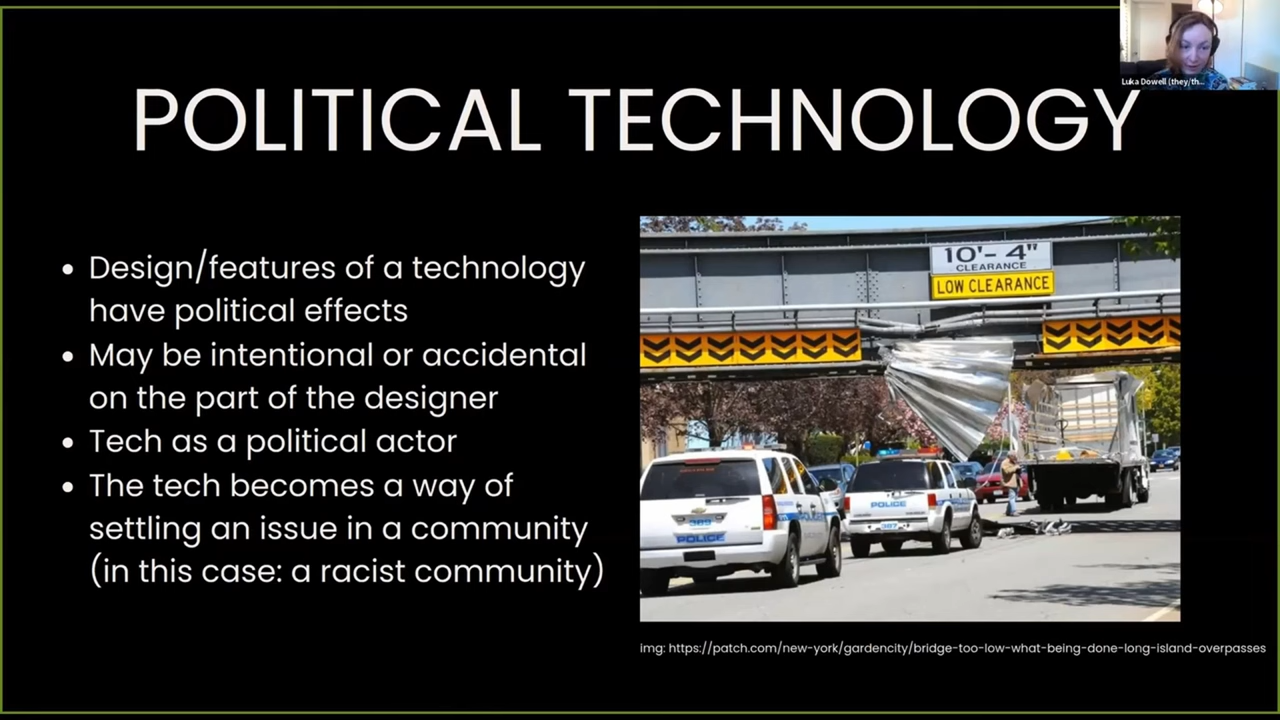 Luka Dowell (they/th...
POLITICAL TECHNOLOGY
Design/features of a technology
have political effects
May be intentional or accidental
on the part of the designer
Tech as a political actor
The tech becomes a way of
settling an issue in a community
(in this case: a racist community)
10'- 4"
CLEARANCE
LOW CLEARANCE
389
POLICE
POLICE
387
img: https://patch.com/new-york/gardencity/bridge-too-low-what-being-done-long-island-overpasses